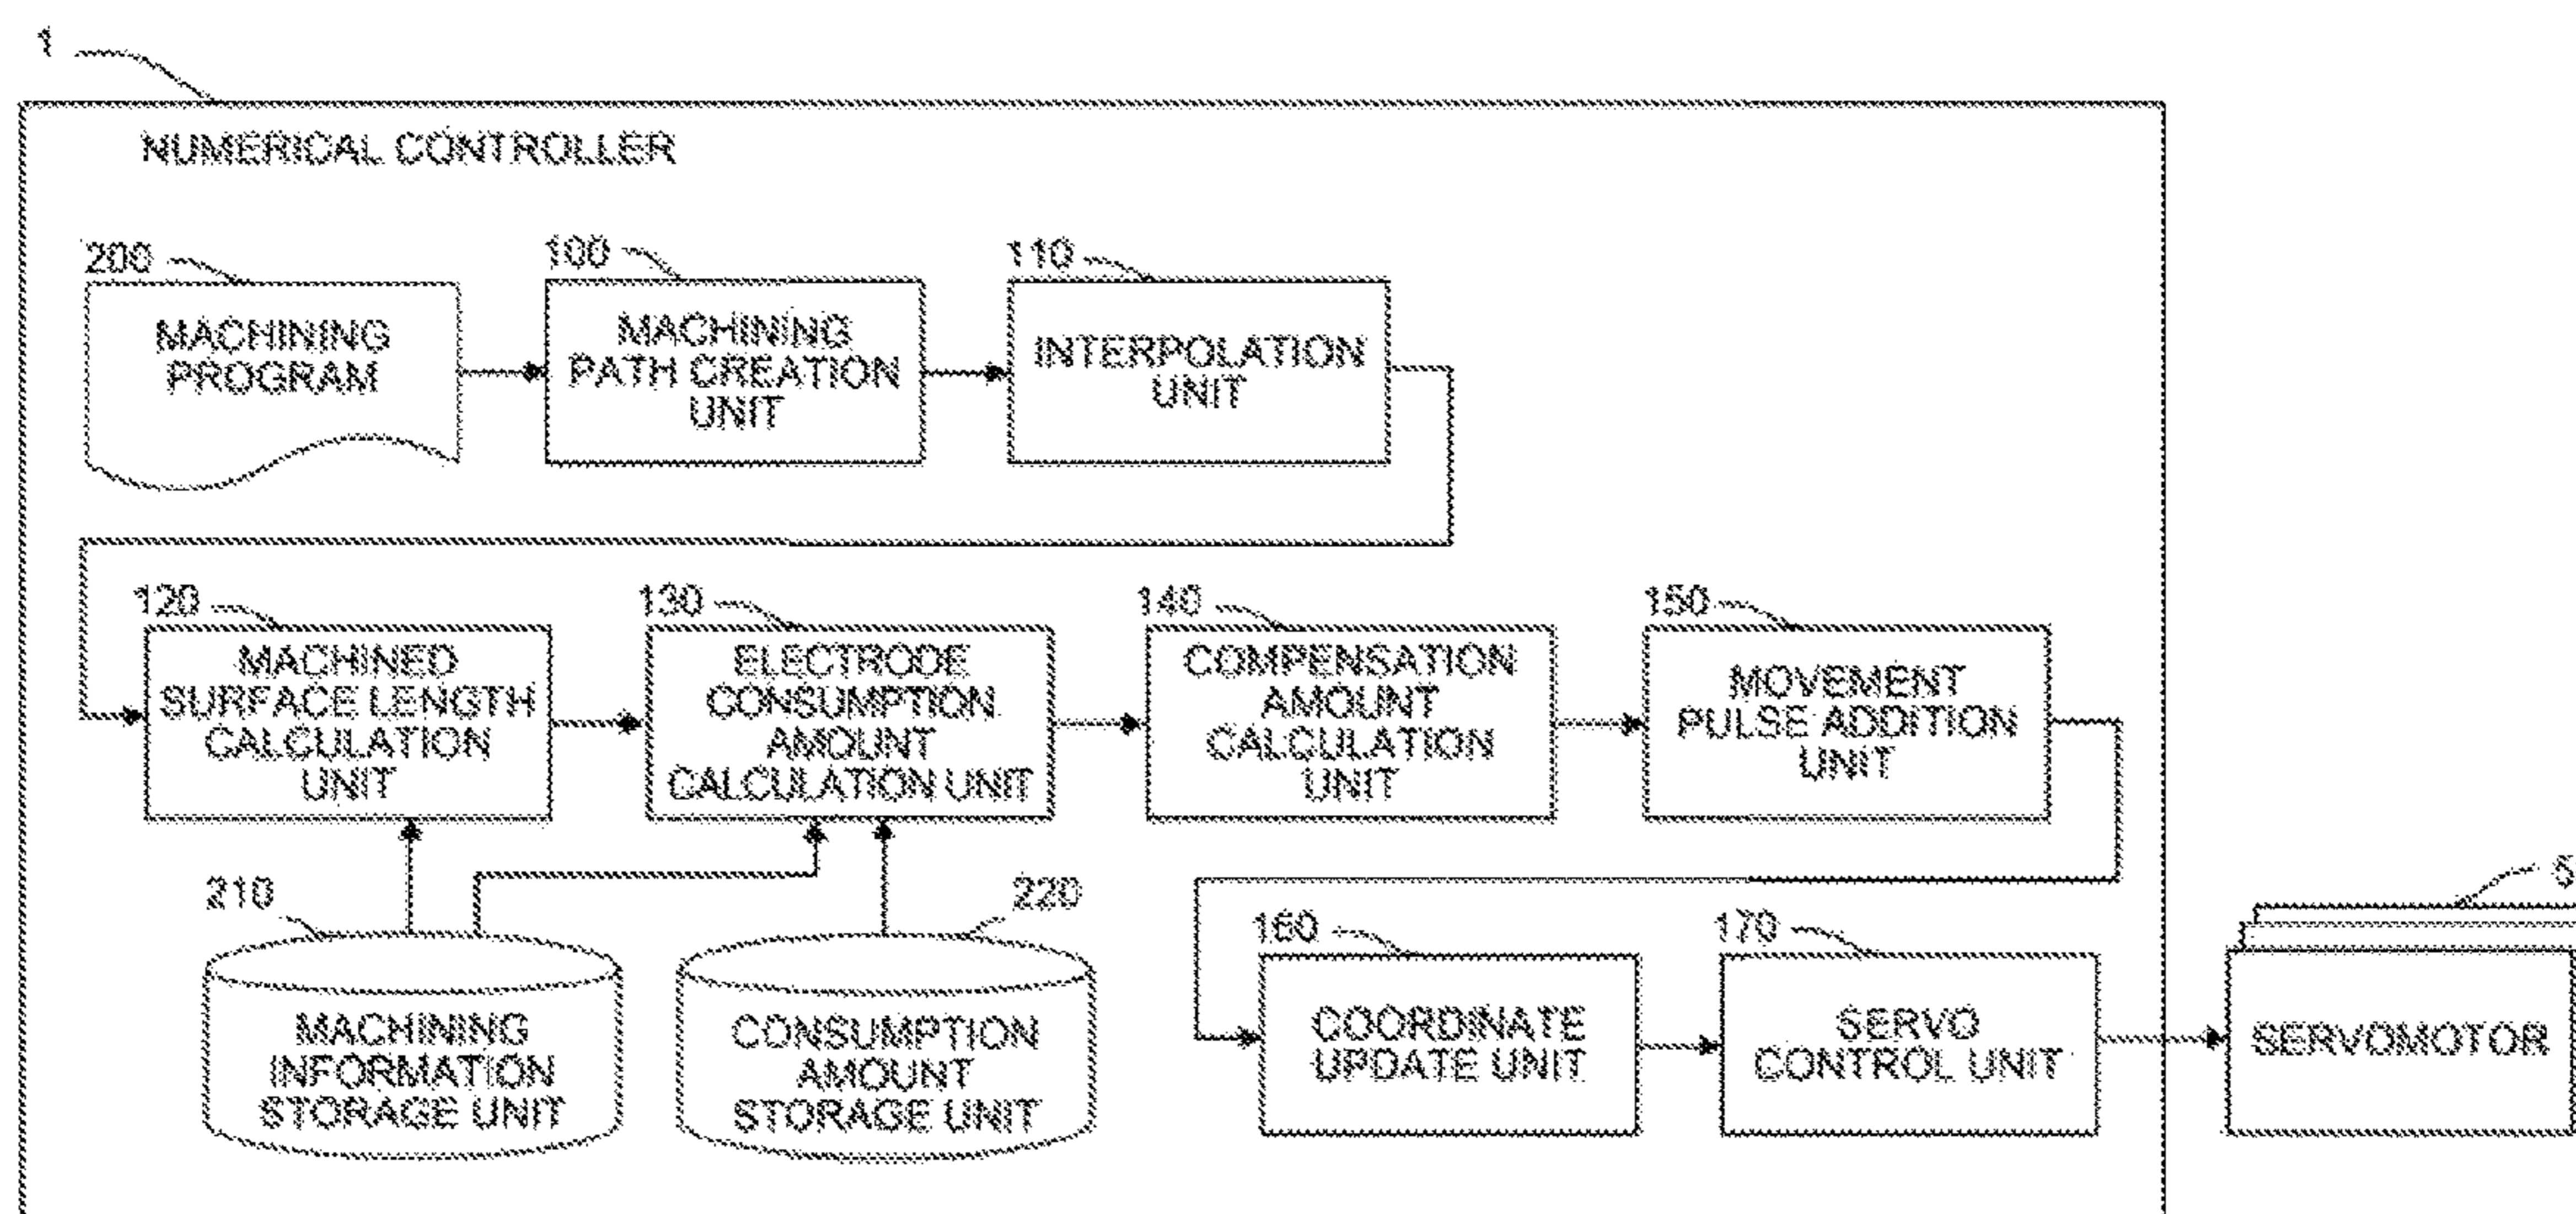 1
NUMERICAL CONTROLLER
200
MACHINING
PROGRAM
100
MACHINING
PATH CREATION
UNIT
110
INTERPOLATION
UNIT
120
MACHINED
SURFACE LENGTH
CALCULATION
UNIT
130
ELECTRODE
CONSUMPTION
AMOUNT
CALCULATION UNIT
140
COMPENSATION
AMOUNT
CALCULATION
UNIT
150
MOVEMENT
PULSE ADDITION
UNIT
210
MACHINING
INFORMATION
STORAGE UNIT
220
CONSUMPTION
AMOUNT
STORAGE UNIT
160
COORDINATE
UPDATE UNIT
170
SERVO
CONTROL UNIT
5
SERVOMOTOR